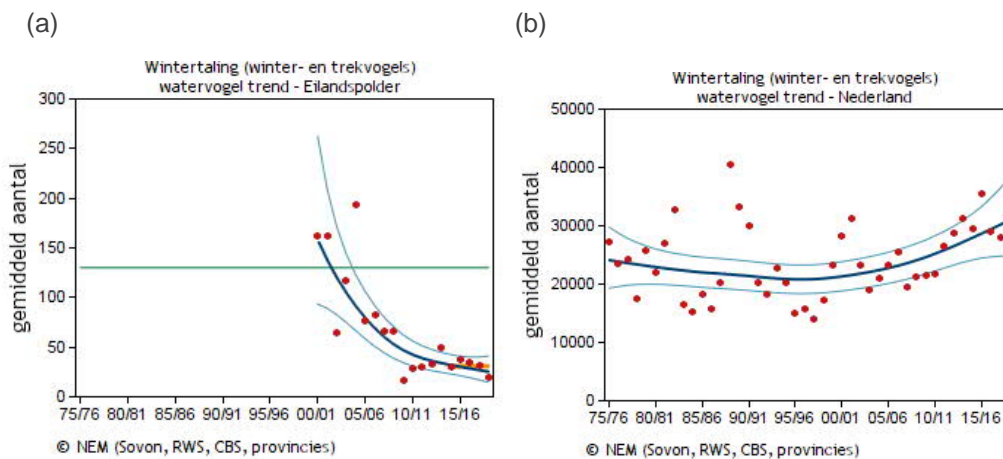 (a)
Wintertaling (winter- en trekvogels)
watervogel trend - Eilandspolder
gemiddeld aantal
300
250
200
150
100
50
0
75/76 80/81 85/86 90/91 95/96 00/01 05/06 10/11 15/16
© NEM (Sovon, RWS, CBS, provincies)
(b)
Wintertaling (winter- en trekvogels)
watervogel trend - Nederland
gemiddeld aantal
50000
40000
30000
20000
10000
0
75/76 80/81 85/86 90/91 95/96 00/01 05/06 10/11 15/16
© NEM (Sovon, RWS, CBS, provincies)